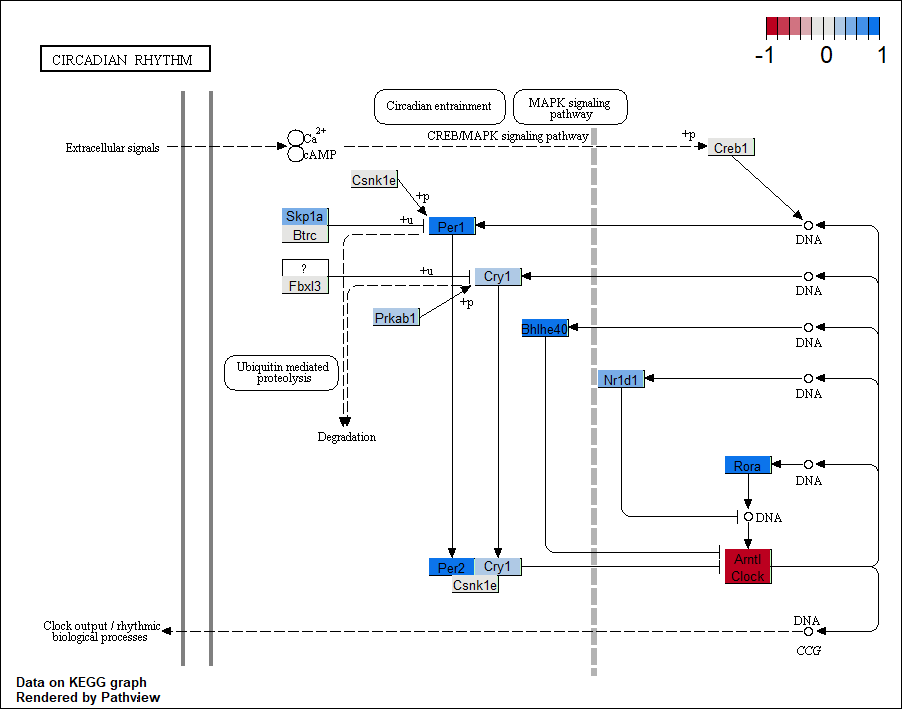 -1 0 1
CIRCADIAN RHYTHM
Circadian entrainment
MAPK signaling
pathway
Extracellular signals
Ca2+
cAMP
CREB/MAPK signaling pathway
+p
Creb1
Csnk1e
+p
Skp1a
Btrc
+u
Per1
DNA
?
Fbxl3
+u
Cry1
DNA
Prkab1
+p
Bhlhe40
DNA
Ubiquitin mediated
proteolysis
Nr1d1
DNA
Degradation
Rora
DNA
DNA
Arntl
Clock
Per2
Cry1
Csnk1e
Clock output / rhythmic
biological processes
DNA
CCG
Data on KEGG graph
Rendered by Pathview